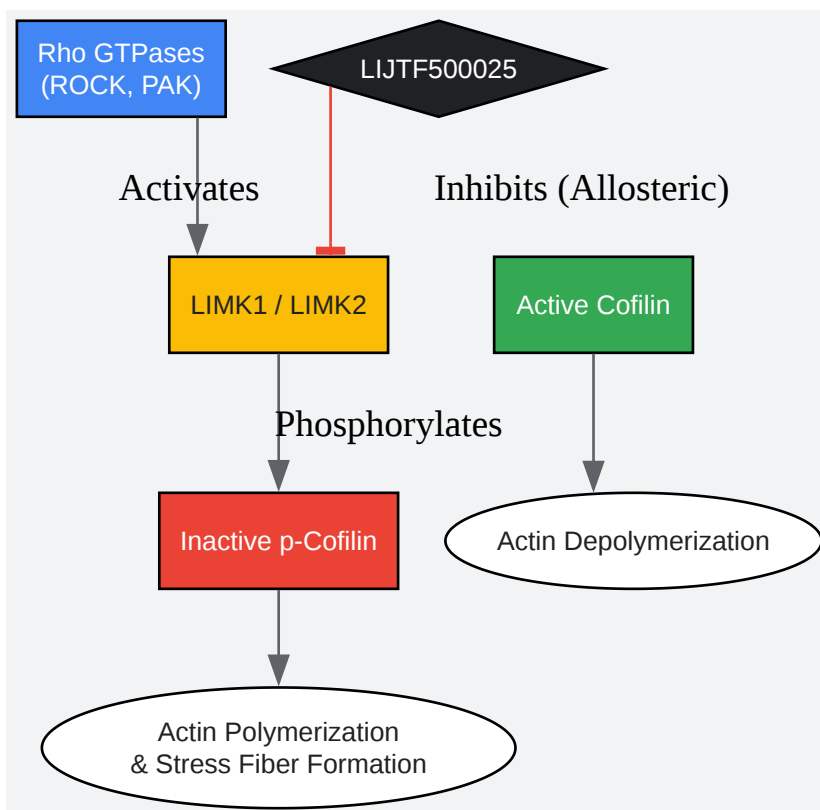 Rho GTPases
(ROCK, PAK)
LIJTF500025
Activates
Inhibits (Allosteric)
LIMK1 / LIMK2
Active Cofilin
Phosphorylates
Inactive p-Cofilin
Actin Depolymerization
Actin Polymerization
& Stress Fiber Formation